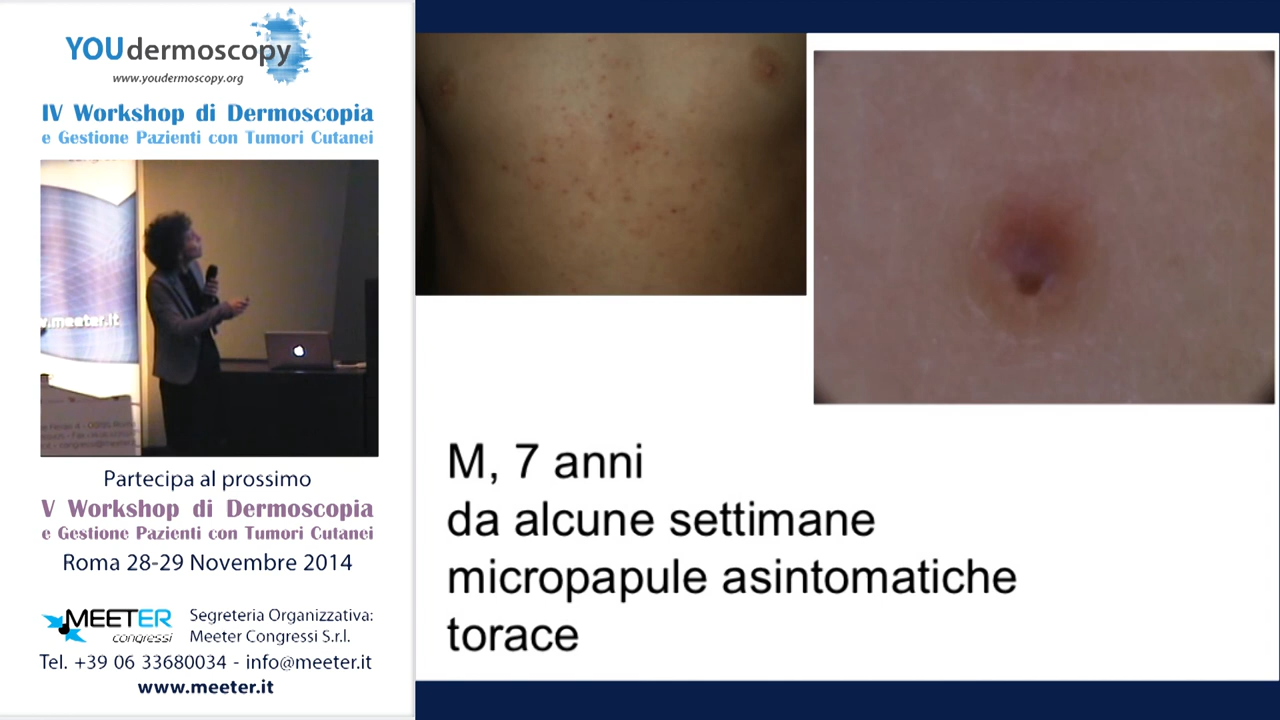 YOUdermoscopy
www.youdermoscopy.org
IV Workshop di Dermoscopia
e Gestione Pazienti con Tumori Cutanei
.meeter.it
Partecipa al prossimo
V Workshop di Dermoscopia
e Gestione Pazienti con Tumori Cutanei
Roma 28-29 Novembre 2014
MEETER
congressi
Segreteria Organizzativa:
Meeter Congressi S.r.l.
Tel. +39 06 33680034 - info@meeter.it
www.meeter.it
M, 7 anni
da alcune settimane
micropapule asintomatiche
torace